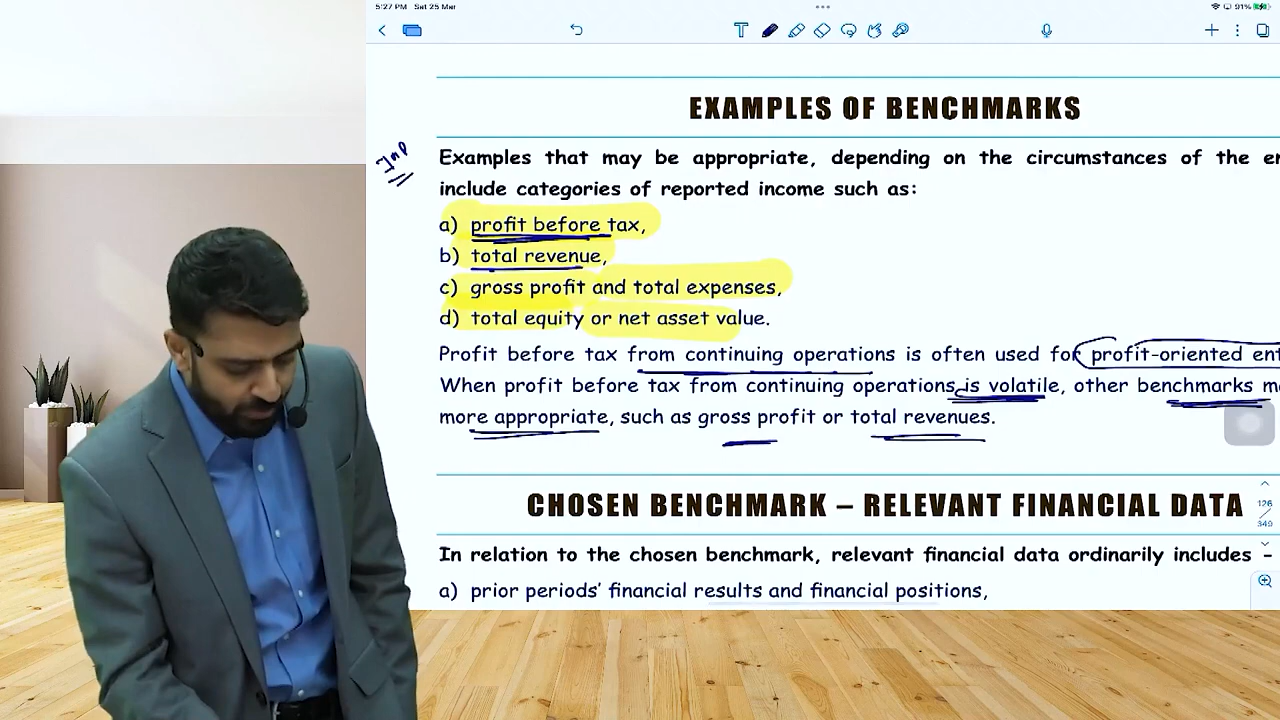 5:27 PM Sat 25 Mar
91%
EXAMPLES OF BENCHMARKS
Imp
Examples that may be appropriate, depending on the circumstances of the
include categories of reported income such as:
a) profit before tax,
b) total revenue,
c) gross profit and total expenses,
d) total equity or net asset value.
Profit before tax from continuing operations is often used for profit-oriented
When profit before tax from continuing operations is volatile, other benchmarks
more appropriate, such as gross profit or total revenues.
CHOSEN BENCHMARK – RELEVANT FINANCIAL DATA
126
349
In relation to the chosen benchmark, relevant financial data ordinarily includes -
a) prior periods' financial results and financial positions,